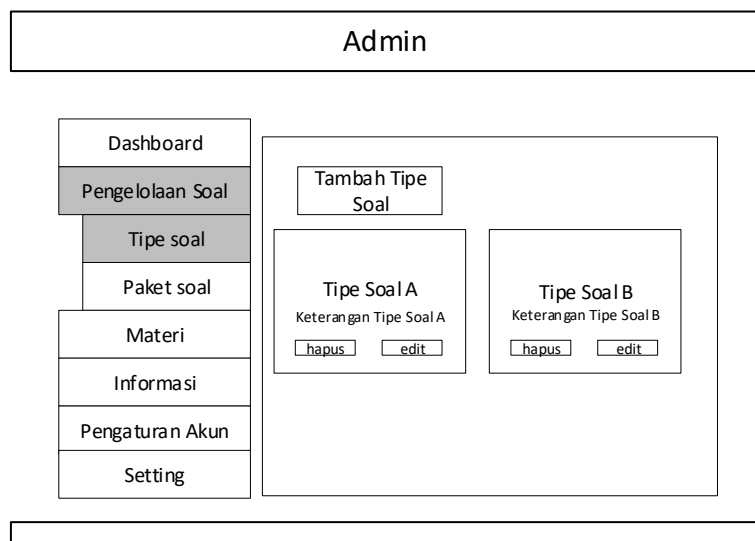 Admin
Dashboard
Pengelolaan Soal
Tipe soal
Paket soal
Materi
Informasi
Pengaturan Akun
Setting
Tambah Tipe
Soal
Tipe Soal A
Keterangan Tipe Soal A
hapus edit
Tipe Soal B
Keterangan Tipe Soal B
hapus edit